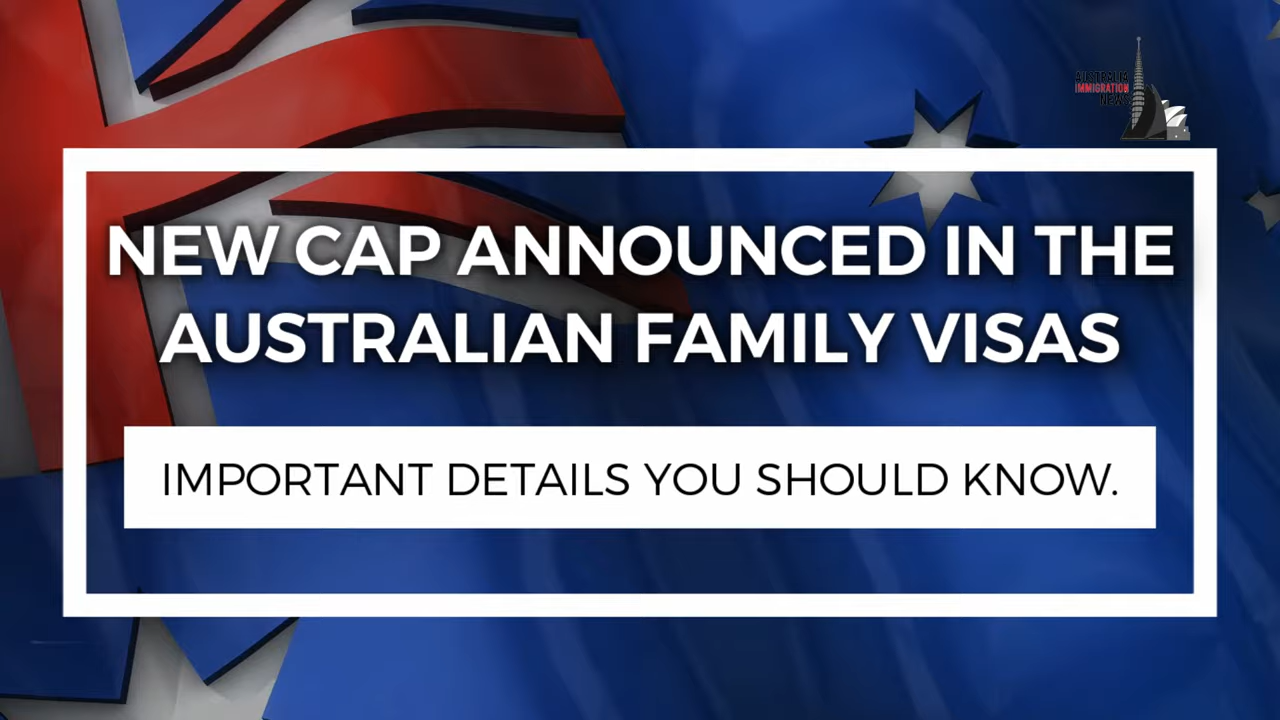 AUSTRALIA
IMMIGRATION
NEWS
NEW CAP ANNOUNCED IN THE
AUSTRALIAN FAMILY VISAS
IMPORTANT DETAILS YOU SHOULD KNOW.